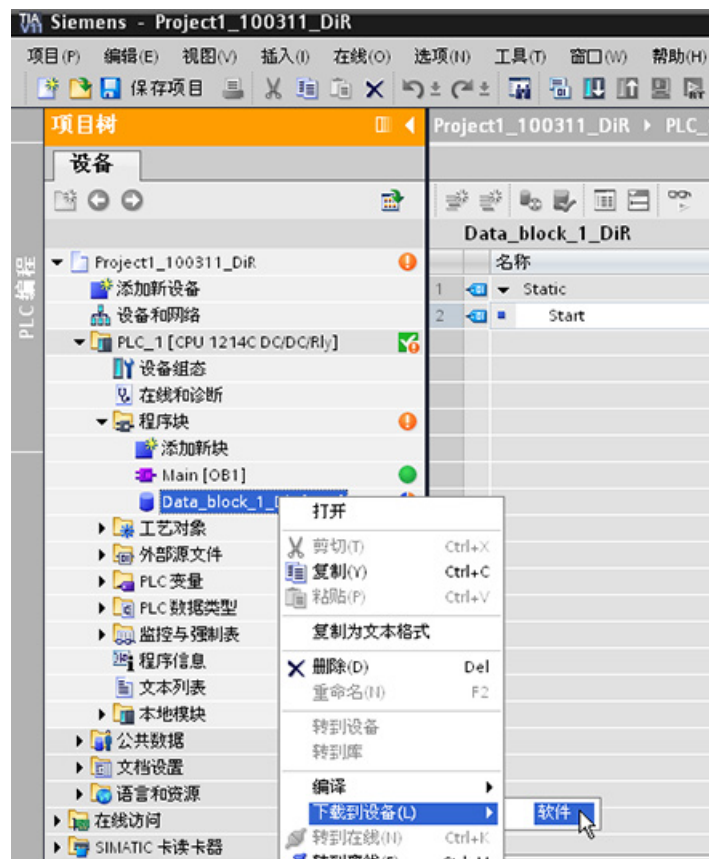 Siemens - Project1_100311_DiR
项目(P) 编辑(E) 视图(V) 插入(I) 在线(O) 选项(N) 工具(T) 窗口(W) 帮助(H)
保存项目
项目树
Project1_100311_DiR ▸ PLC_
设备
Data_block_1_DiR
名称
1 Static
2 Start
PLC 编程
Project1_100311_DiR
添加新设备
设备和网络
PLC_1 [CPU 1214C DC/DC/Rly]
设备组态
在线和诊断
程序块
添加新块
Main [OB1]
Data_block_1_
工艺对象
外部源文件
PLC 变量
PLC 数据类型
监控与强制表
程序信息
文本列表
本地模块
公共数据
文档设置
语言和资源
在线访问
SIMATIC 卡读卡器
打开
剪切(T) Ctrl+X
复制(Y) Ctrl+C
粘贴(P) Ctrl+V
复制为文本格式
删除(D) Del
重命名(N) F2
转到设备
转到库
编译
下载到设备(L)
软件
转到在线(N) Ctrl+K